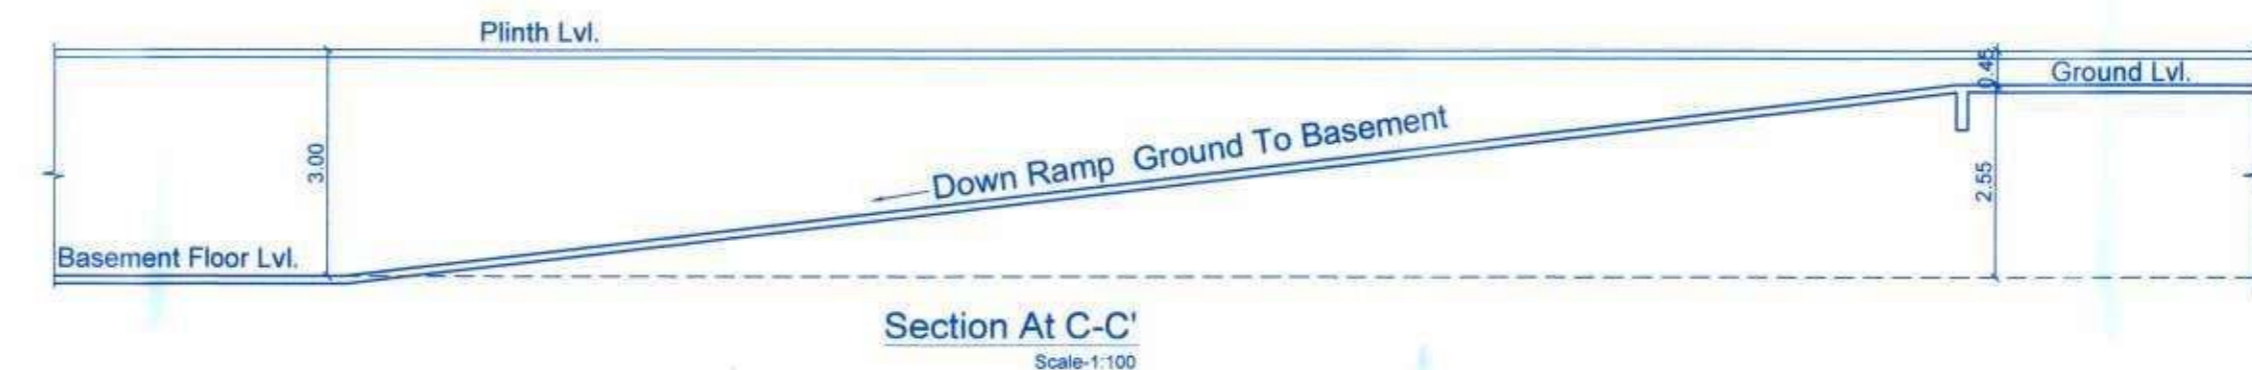 Plinth Lvl.
0.45
Ground Lvl.
Down Ramp Ground To Basement
3.00
2.55
Basement Floor Lvl.
Section At C-C'
Scale-1:100